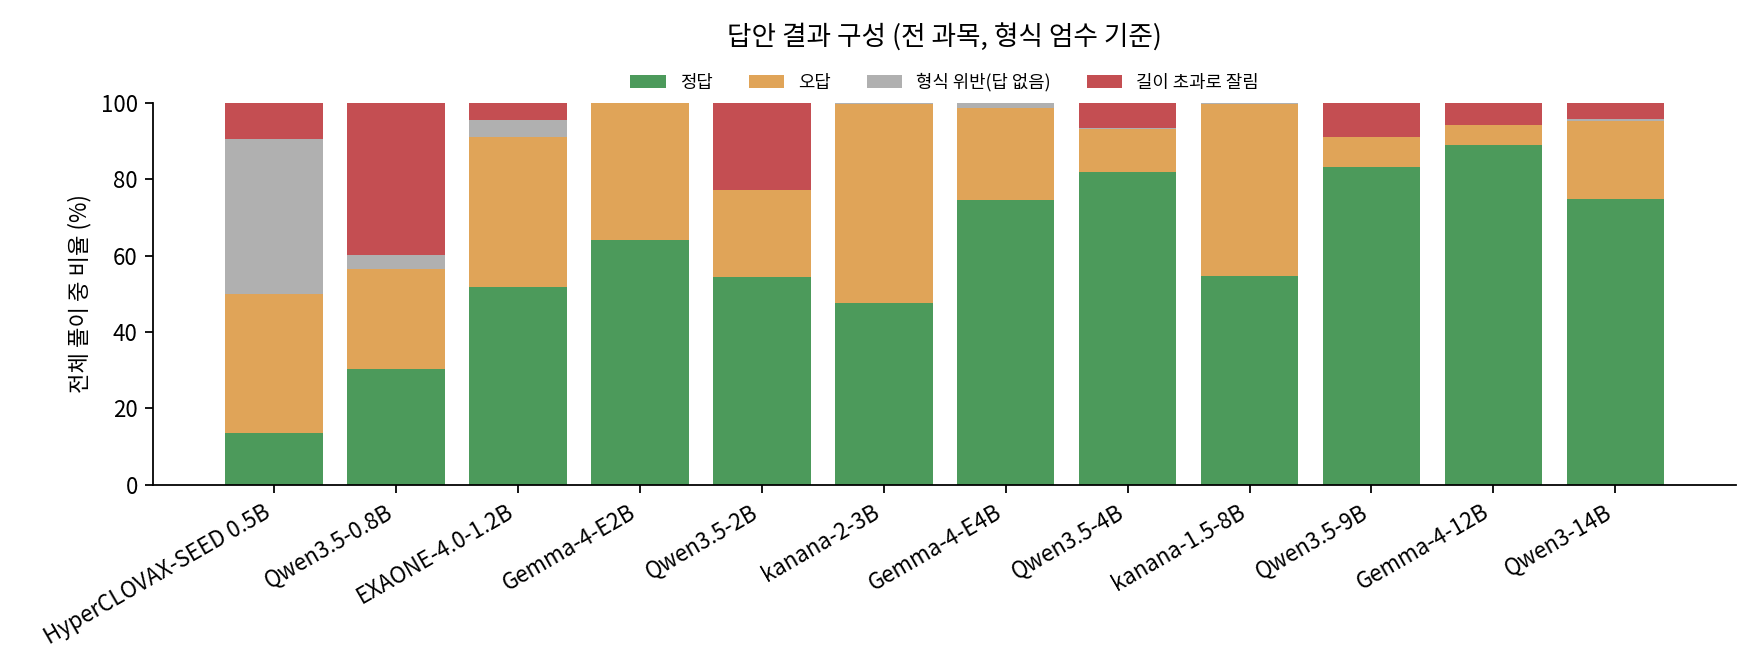 답안 결과 구성 (전 과목, 형식 엄수 기준)
정답 오답 형식 위반(답 없음) 길이 초과로 잘림
전체 풀이 중 비율 (%)
100
80
60
40
20
0
HyperCLOVAX-SEED 0.5B
Qwen3.5-0.8B
EXAONE-4.0-1.2B
Gemma-4-E2B
Qwen3.5-2B
kanana-2-3B
Gemma-4-E4B
Qwen3.5-4B
kanana-1.5-8B
Qwen3.5-9B
Gemma-4-12B
Qwen3-14B